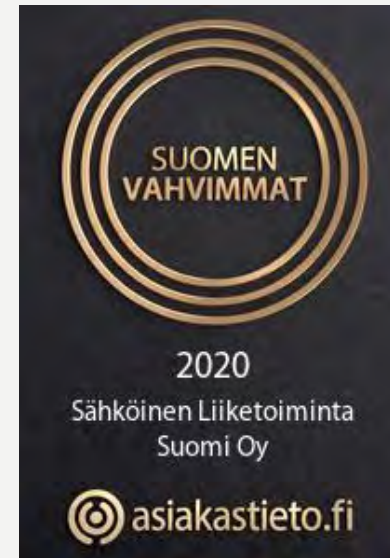 SUOMEN
VAHVIMMAT
2020
Sähköinen Liiketoiminta
Suomi Oy
asiakastieto.fi